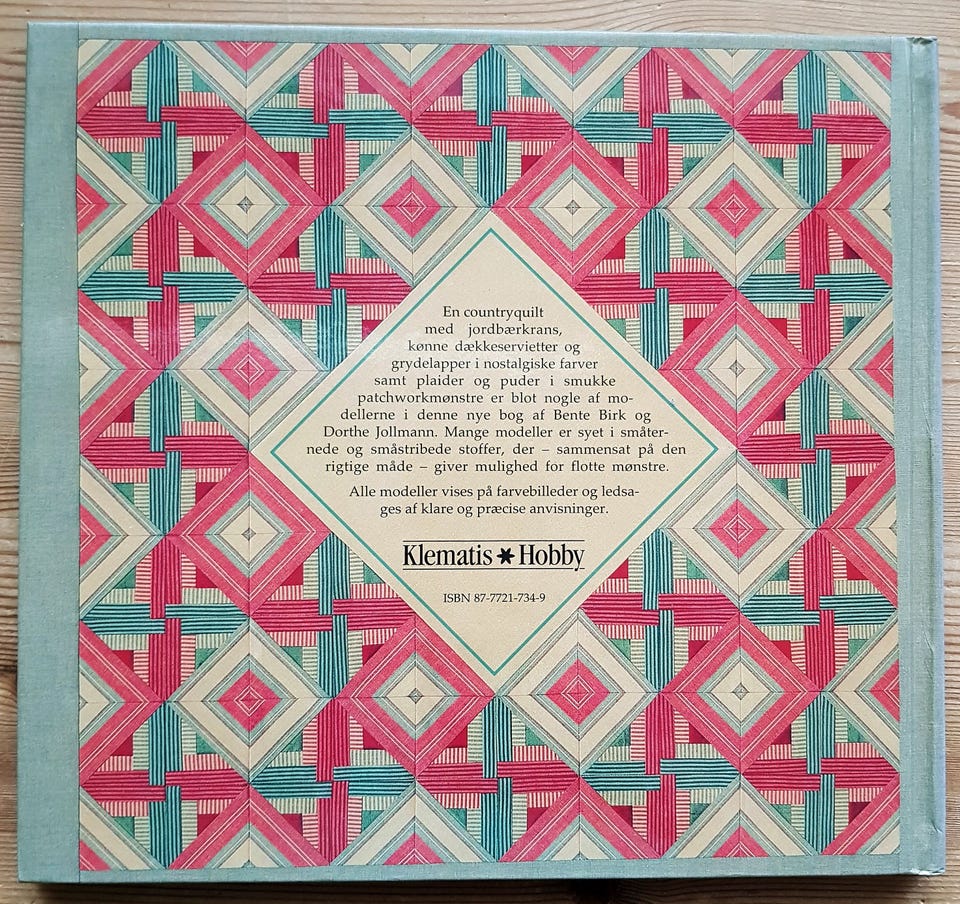 En countryquilt
med jordbærkrans,
kønne dækkeservietter og
grydelapper i nostalgiske farver
samt plaider og puder i smukke
patchworkmønstre er blot nogle af mo-
dellerne i denne nye bog af Bente Birk og
Dorthe Jollmann. Mange modeller er syet i småter-
nede og småstribede stoffer, der – sammensat på den
rigtige måde – giver mulighed for flotte mønstre.
Alle modeller vises på farvebilleder og ledsa-
ges af klare og præcise anvisninger.
Klematis ✶ Hobby
ISBN 87-7721-734-9